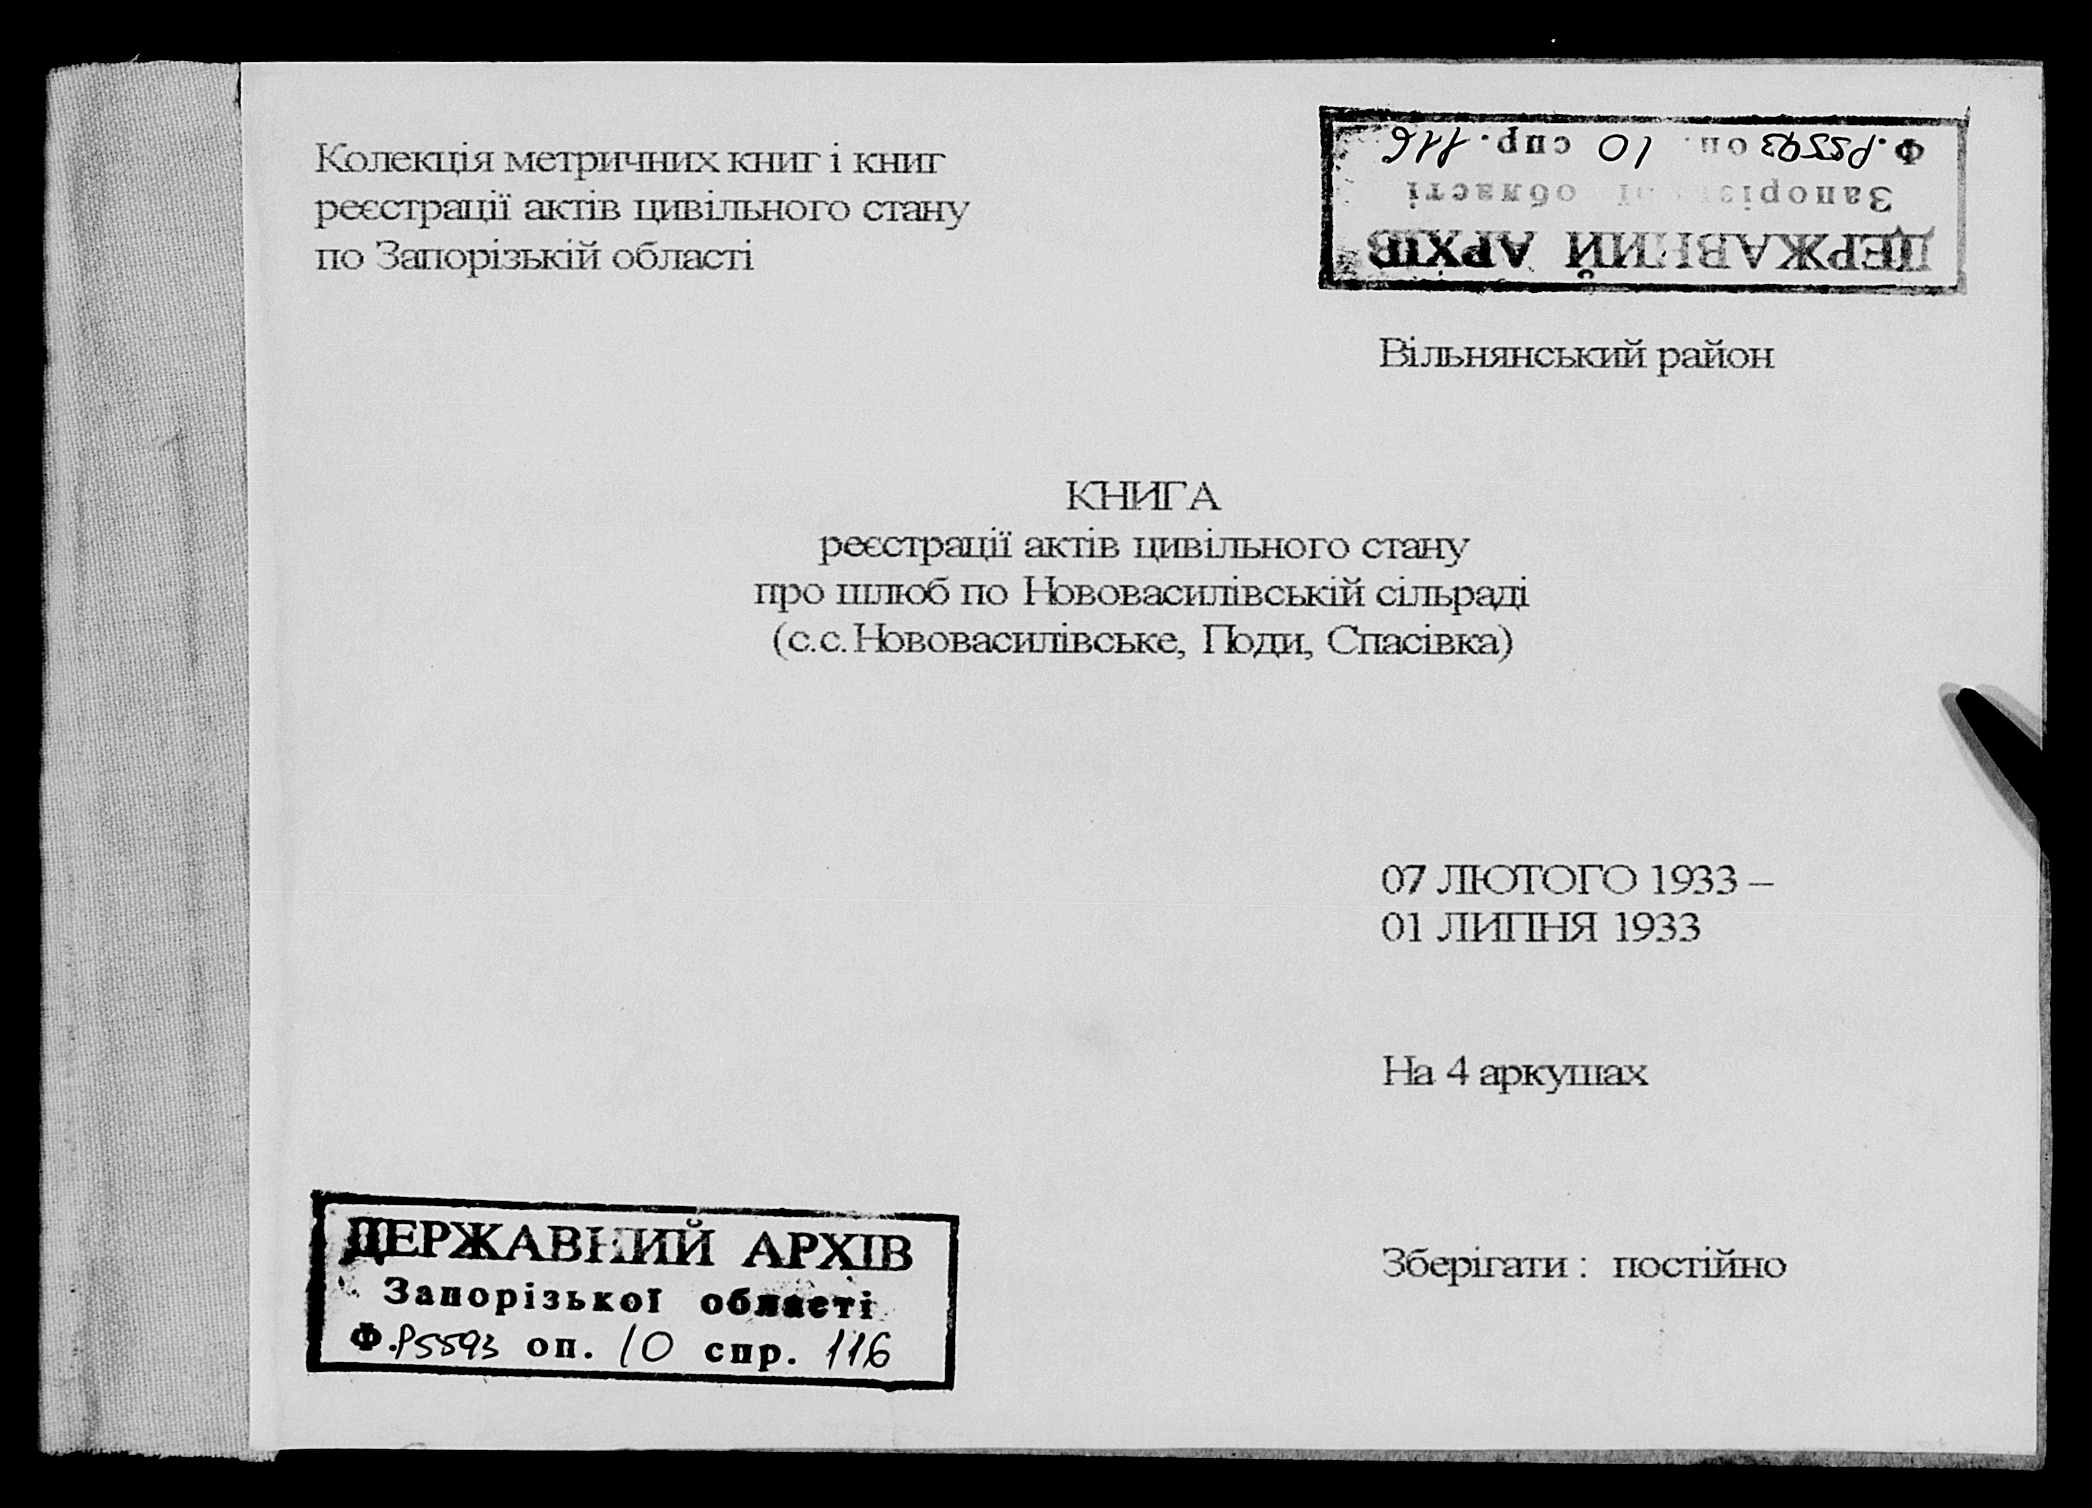 Колекція метричних книг і книг
реєстрації актів цивільного стану
по Запорізькій області
ДЕРЖАВНИЙ АРХІВ
Запорізької області
Ф.Р5593 оп. 10 спр. 116
Вільнянський район
КНИГА
реєстрації актів цивільного стану
про шлюб по Нововасилівській сільраді
(с.с. Нововасилівське, Поди, Спасівка)
07 ЛЮТОГО 1933 –
01 ЛИПНЯ 1933
На 4 аркушах
Зберігати : постійно
ДЕРЖАВНИЙ АРХІВ
Запорізької області
Ф.Р5593 оп. 10 спр. 116